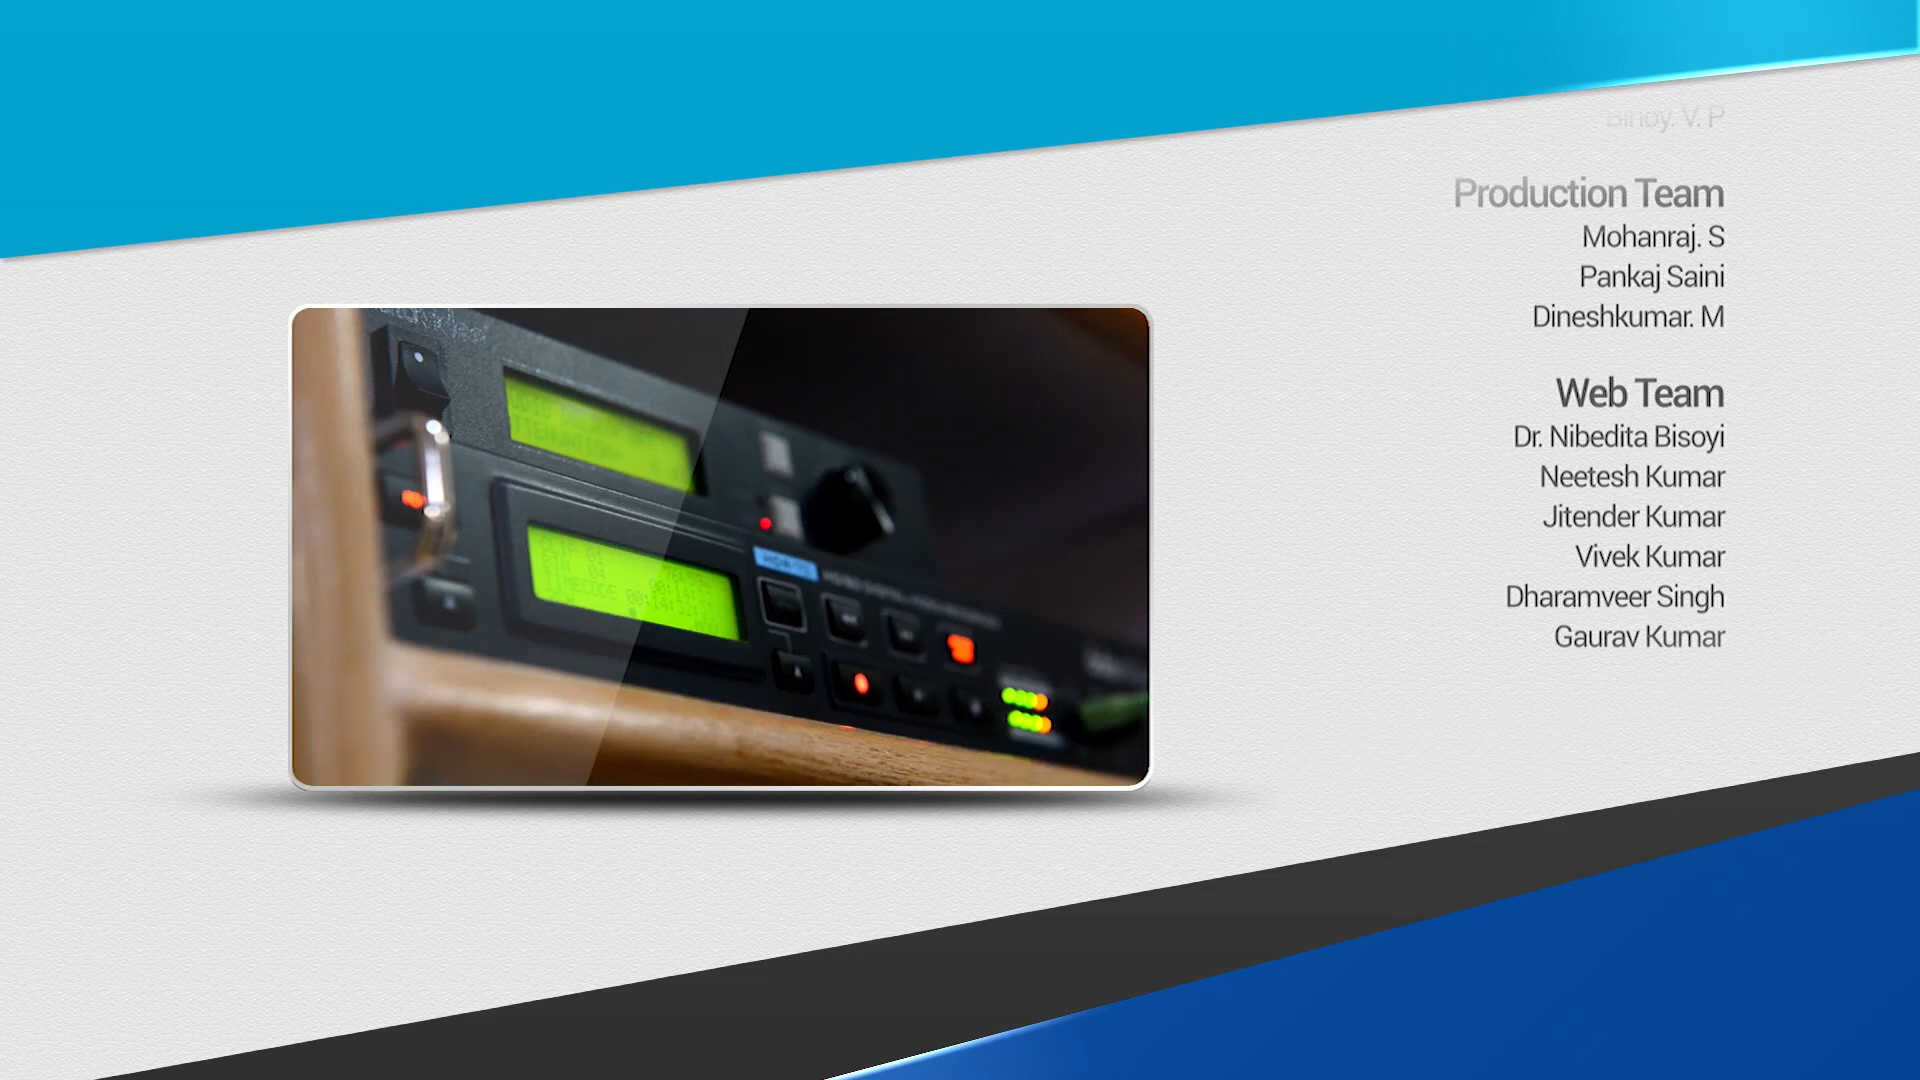 Binoy. V. P
Production Team
Mohanraj. S
Pankaj Saini
Dineshkumar. M
Web Team
Dr. Nibedita Bisoyi
Neetesh Kumar
Jitender Kumar
Vivek Kumar
Dharamveer Singh
Gaurav Kumar
TIMECODE